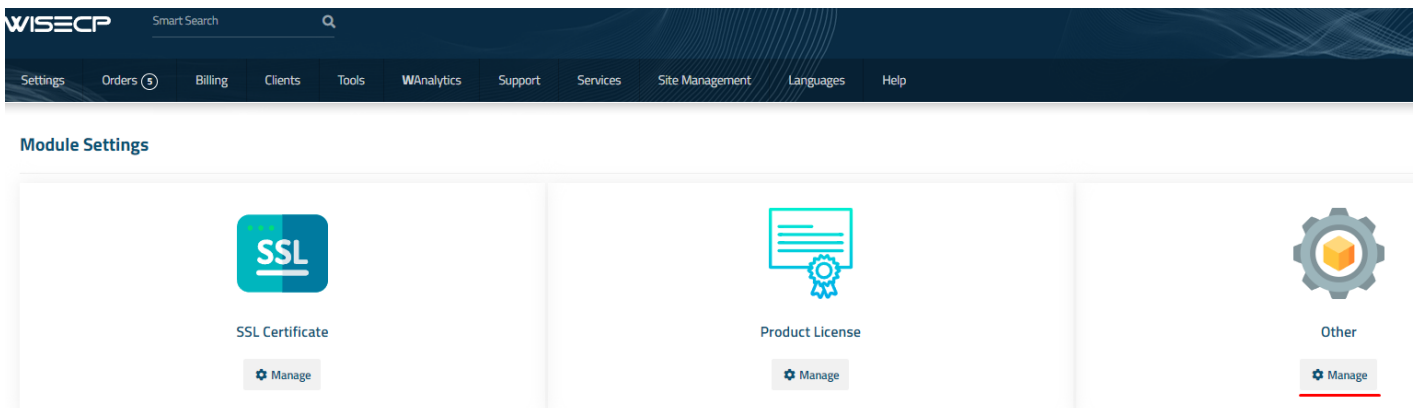 WISECP Smart Search
Settings Orders 5 Billing Clients Tools WAnalytics Support Services Site Management Languages Help
Module Settings
SSL
SSL Certificate Product License Other
Manage Manage Manage